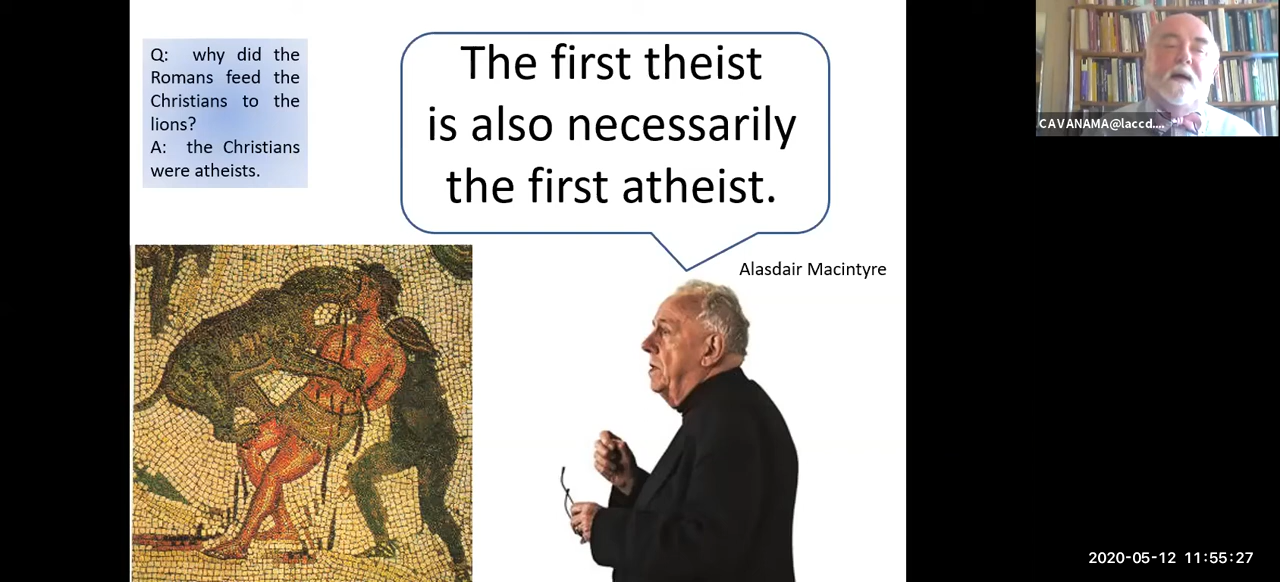 Q: why did the
Romans feed the
Christians to the
lions?
A: the Christians
were atheists.
The first theist
is also necessarily
the first atheist.
Alasdair Macintyre
CAVANAMA@laccd....
2020-05-12 11:55:27